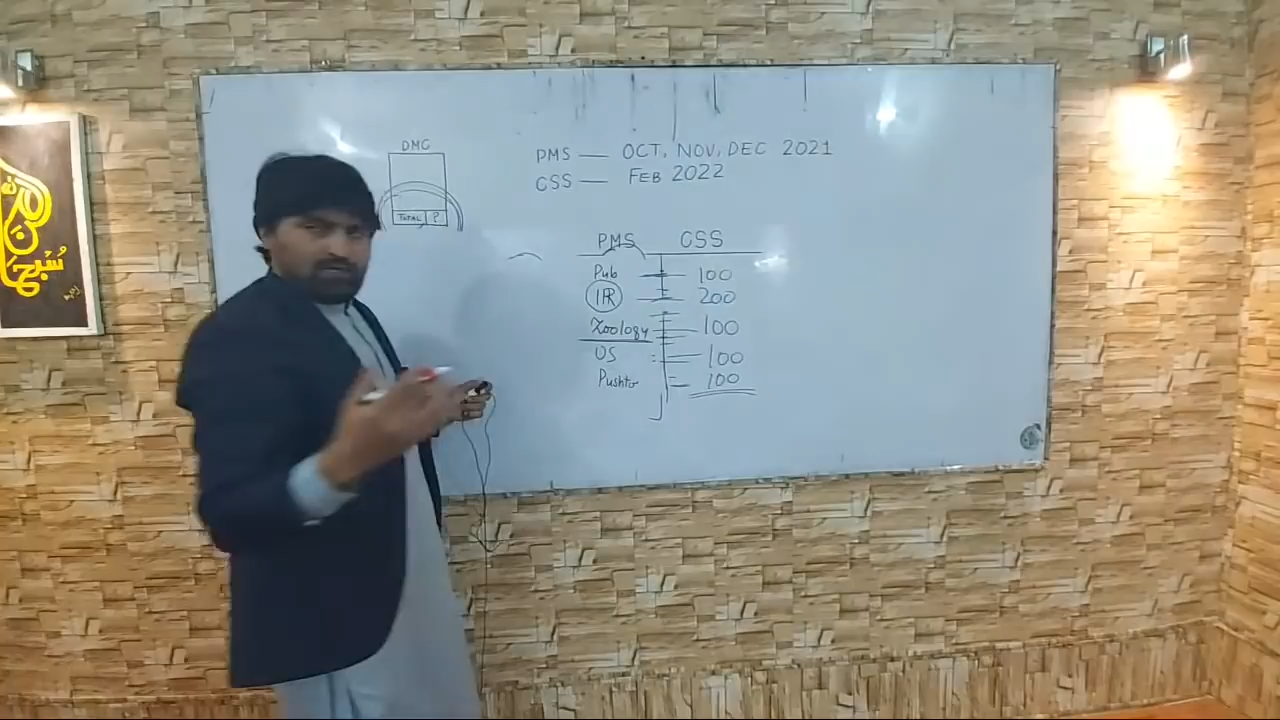 سُبحان
DMC
TOTAL ?
PMS — OCT, NOV, DEC 2021
CSS — FEB 2022
PMS CSS
Pub 100
IR 200
Zoology 100
US 100
Pushto 100